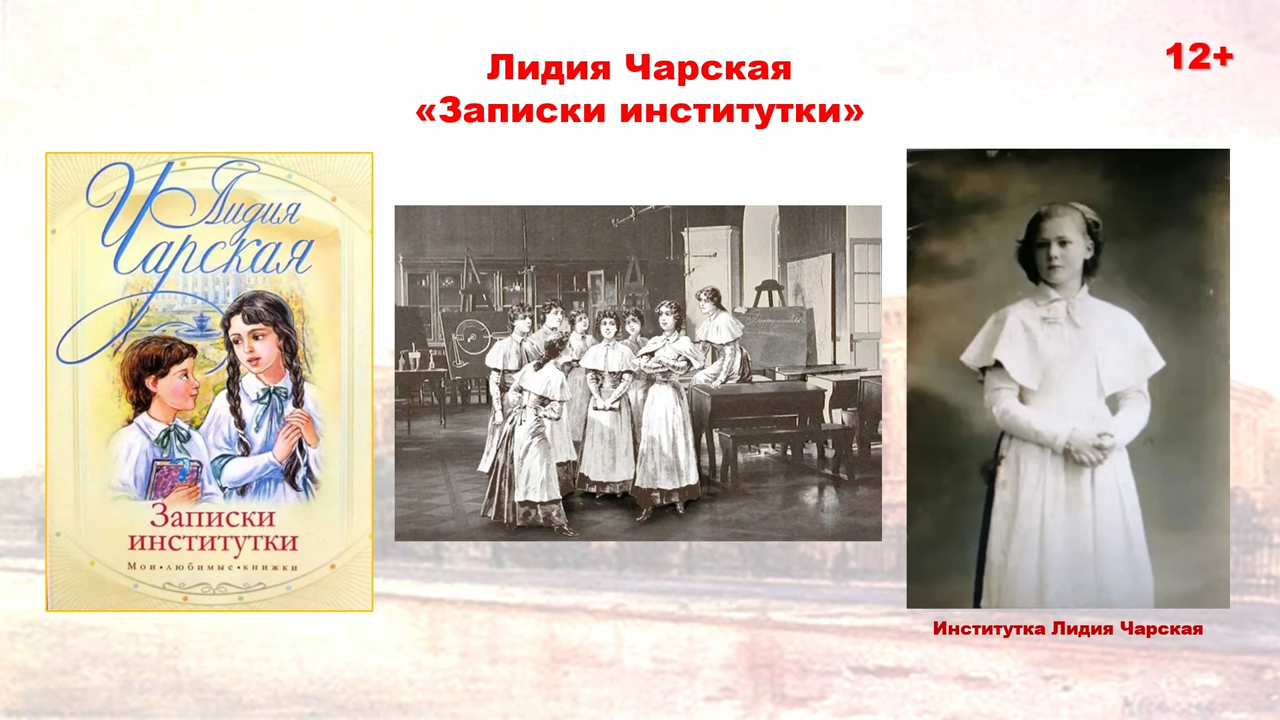 Лидия Чарская
«Записки институтки»
12+
Лидия
Чарская
Записки
институтки
Мои•любимые•книжки
Институтка Лидия Чарская